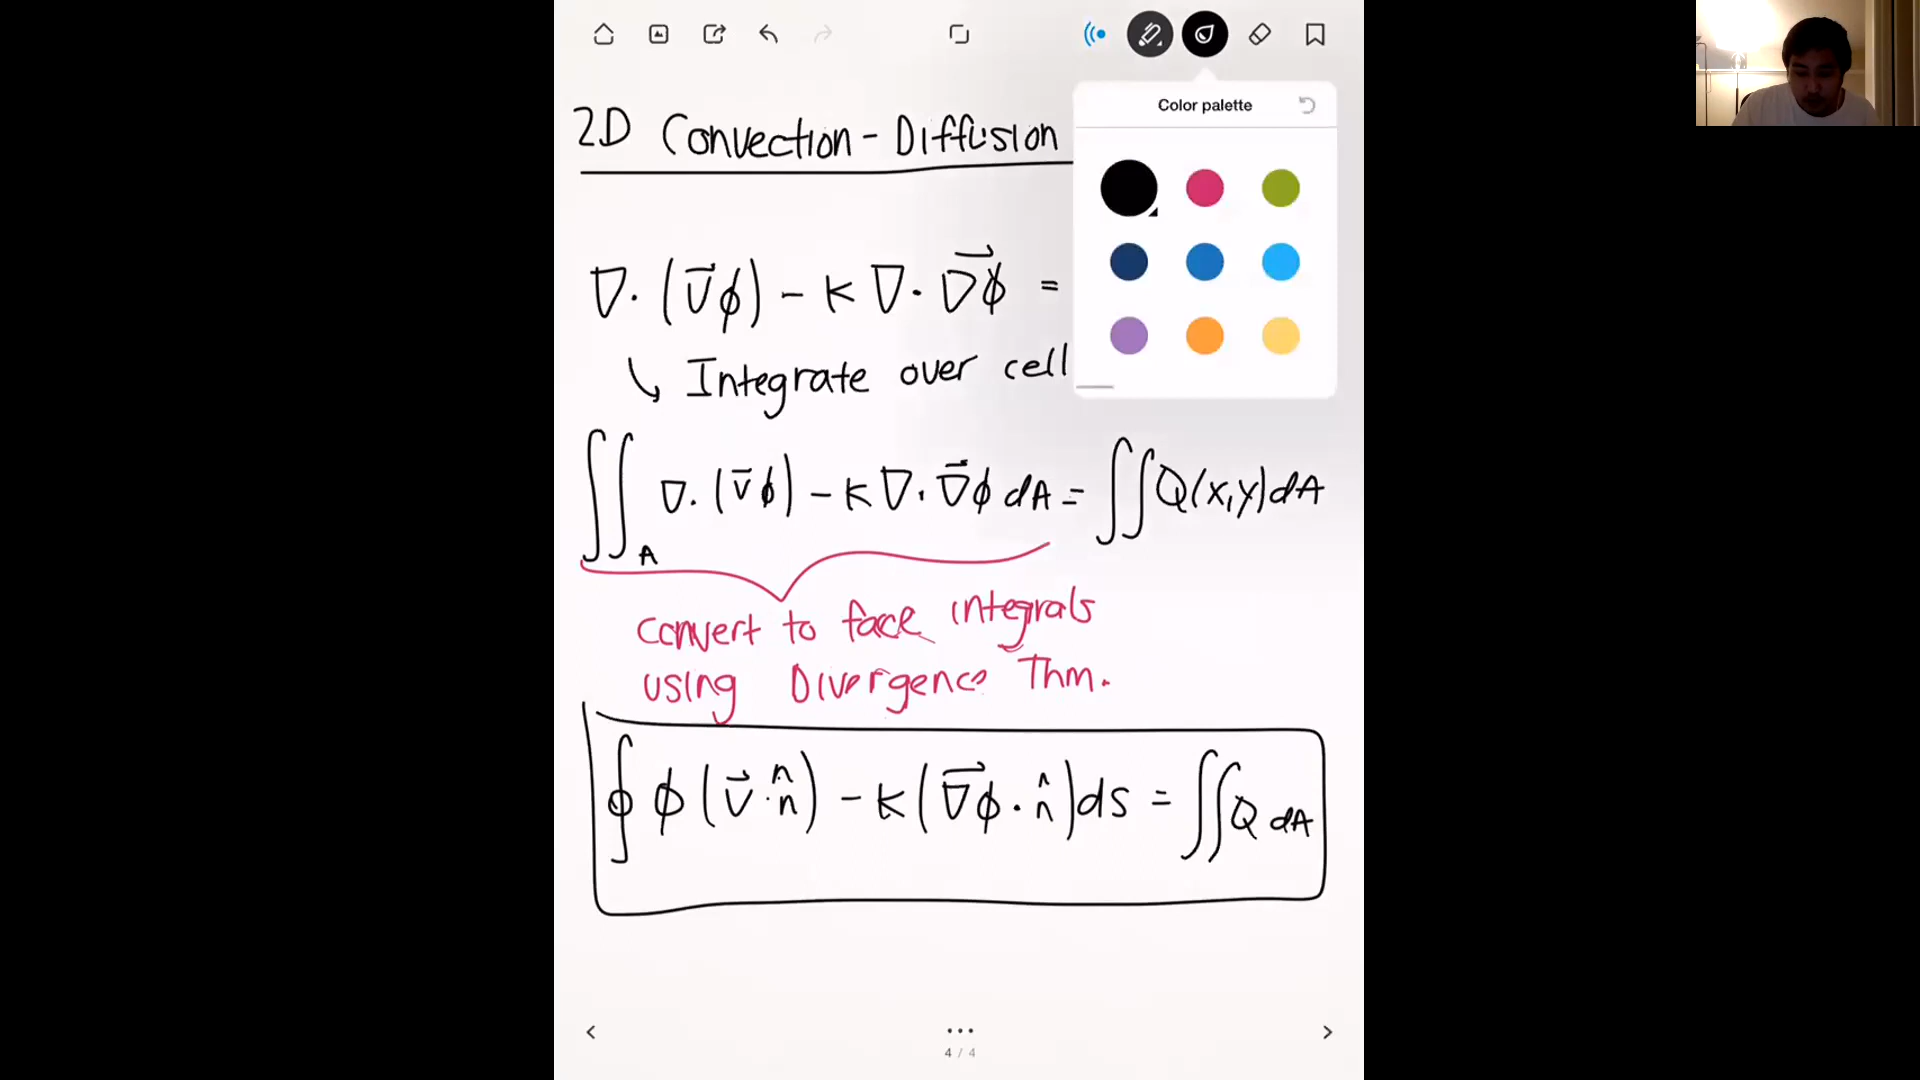 Color palette
2D Convection - Diffusion
∇·(v⃗ϕ) - K∇·∇⃗ϕ =
↳ Integrate over cell
∬_A ∇·(v⃗ϕ) - K∇·∇⃗ϕ dA = ∬Q(x,y)dA
convert to face integrals
using Divergence Thm.
∮ϕ(v⃗·n̂) - K(∇⃗ϕ·n̂)ds = ∬Q dA
4 / 4